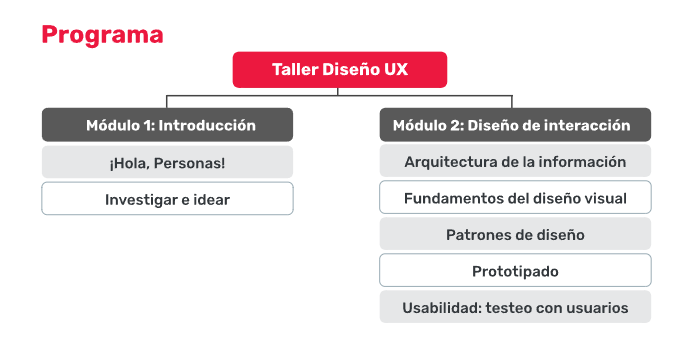 Programa
Taller Diseño UX
Módulo 1: Introducción
¡Hola, Personas!
Investigar e idear
Módulo 2: Diseño de interacción
Arquitectura de la información
Fundamentos del diseño visual
Patrones de diseño
Prototipado
Usabilidad: testeo con usuarios